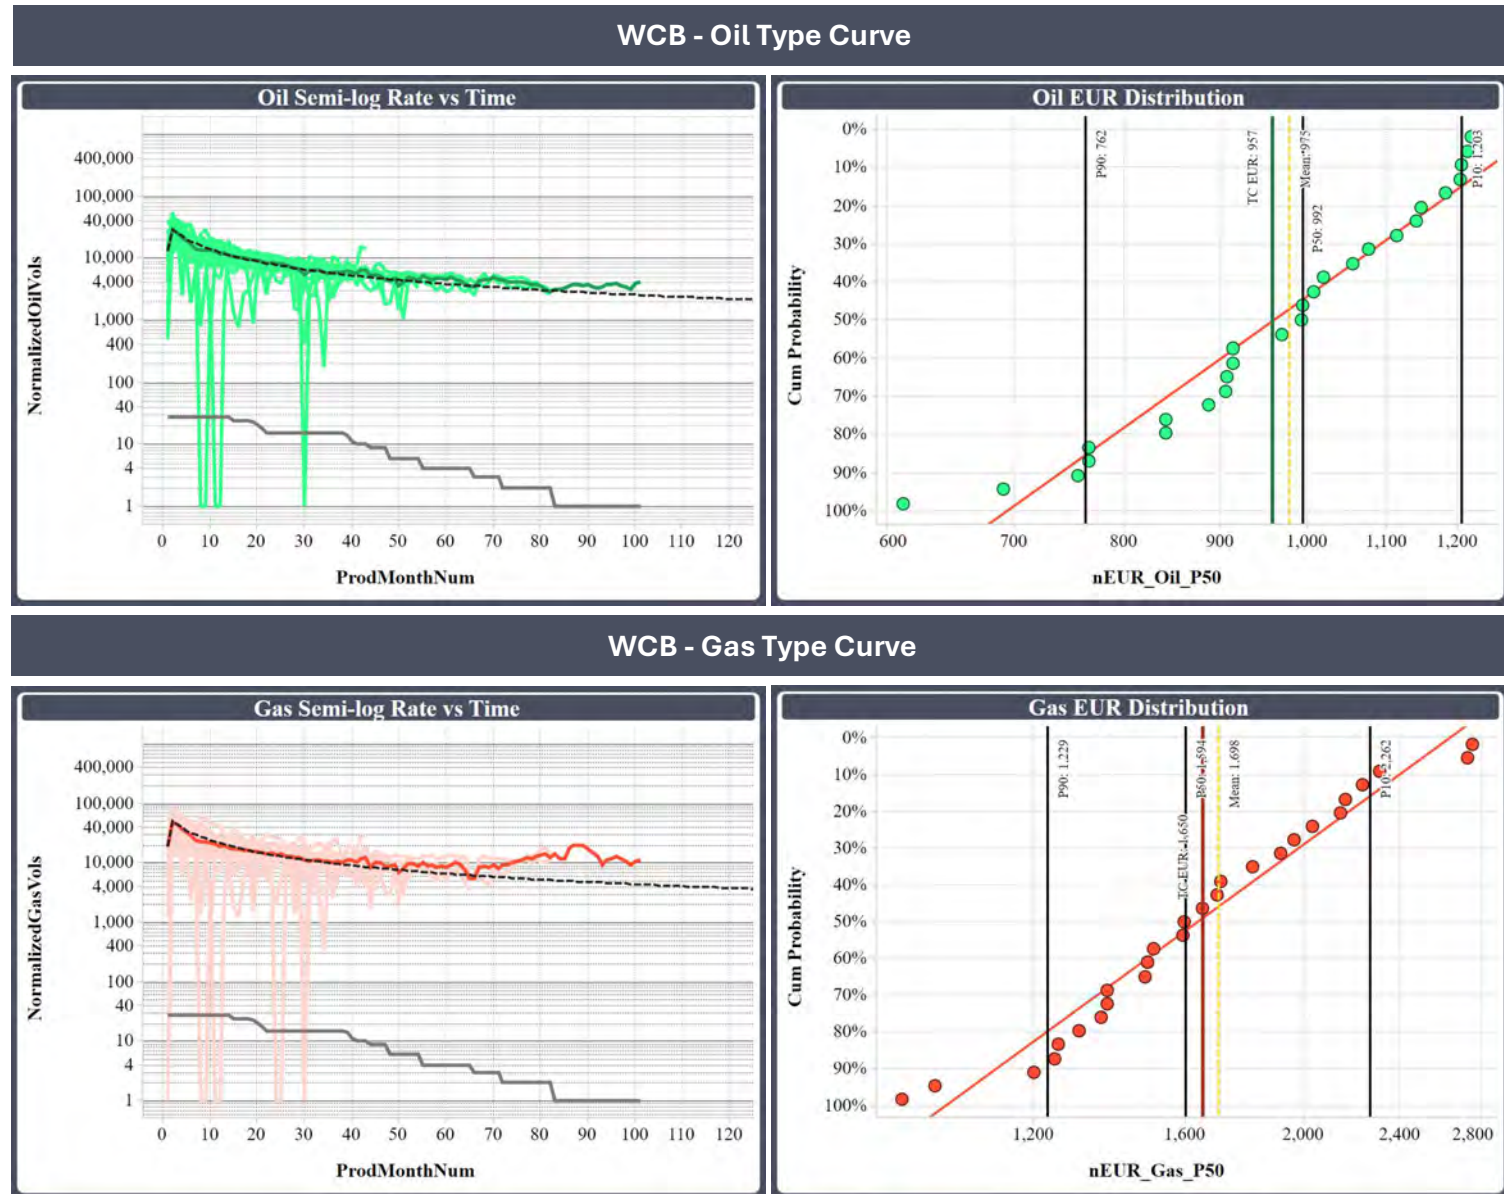 WCB - Oil Type Curve
Oil Semi-log Rate vs Time
NormalizedOilVols
400,000
100,000
40,000
10,000
4,000
1,000
400
100
40
10
4
1
0 10 20 30 40 50 60 70 80 90 100 110 120
ProdMonthNum
Oil EUR Distribution
Cum Probability
0%
10%
20%
30%
40%
50%
60%
70%
80%
90%
100%
P90: 762
TC EUR: 957
Mean: 975
P50: 992
P10: 1,203
600 700 800 900 1,000 1,100 1,200
nEUR_Oil_P50
WCB - Gas Type Curve
Gas Semi-log Rate vs Time
NormalizedGasVols
400,000
100,000
40,000
10,000
4,000
1,000
400
100
40
10
4
1
0 10 20 30 40 50 60 70 80 90 100 110 120
ProdMonthNum
Gas EUR Distribution
Cum Probability
0%
10%
20%
30%
40%
50%
60%
70%
80%
90%
100%
P90: 1,229
TC EUR: 1,650
P50: 1,594
Mean: 1,698
P10: 2,262
1,200 1,600 2,000 2,400 2,800
nEUR_Gas_P50